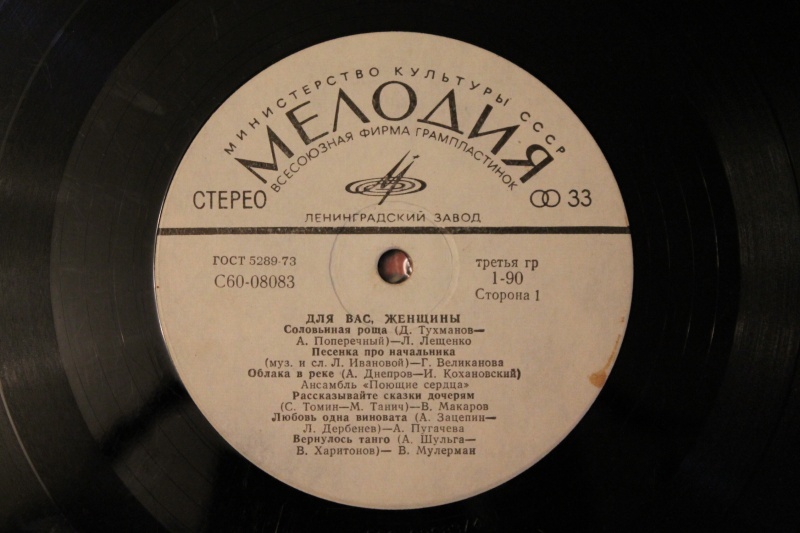 МИНИСТЕРСТВО КУЛЬТУРЫ СССР
МЕЛОДИЯ
ВСЕСОЮЗНАЯ ФИРМА ГРАМПЛАСТИНОК
СТЕРЕО
33
ЛЕНИНГРАДСКИЙ ЗАВОД
ГОСТ 5289-73
С60-08083
третья гр
1-90
Сторона 1
ДЛЯ ВАС, ЖЕНЩИНЫ
Соловьиная роща (Д. Тухманов—
А. Поперечный)—Л. Лещенко
Песенка про начальника
(муз. и сл. Л. Ивановой)—Г. Великанова
Облака в реке (А. Днепров—И. Кохановский)
Ансамбль «Поющие сердца»
Рассказывайте сказки дочерям
(С. Томин—М. Танич)—В. Макаров
Любовь одна виновата (А. Зацепин—
Л. Дербенев)—А. Пугачева
Вернулось танго (А. Шульга—
В. Харитонов)— В. Мулерман